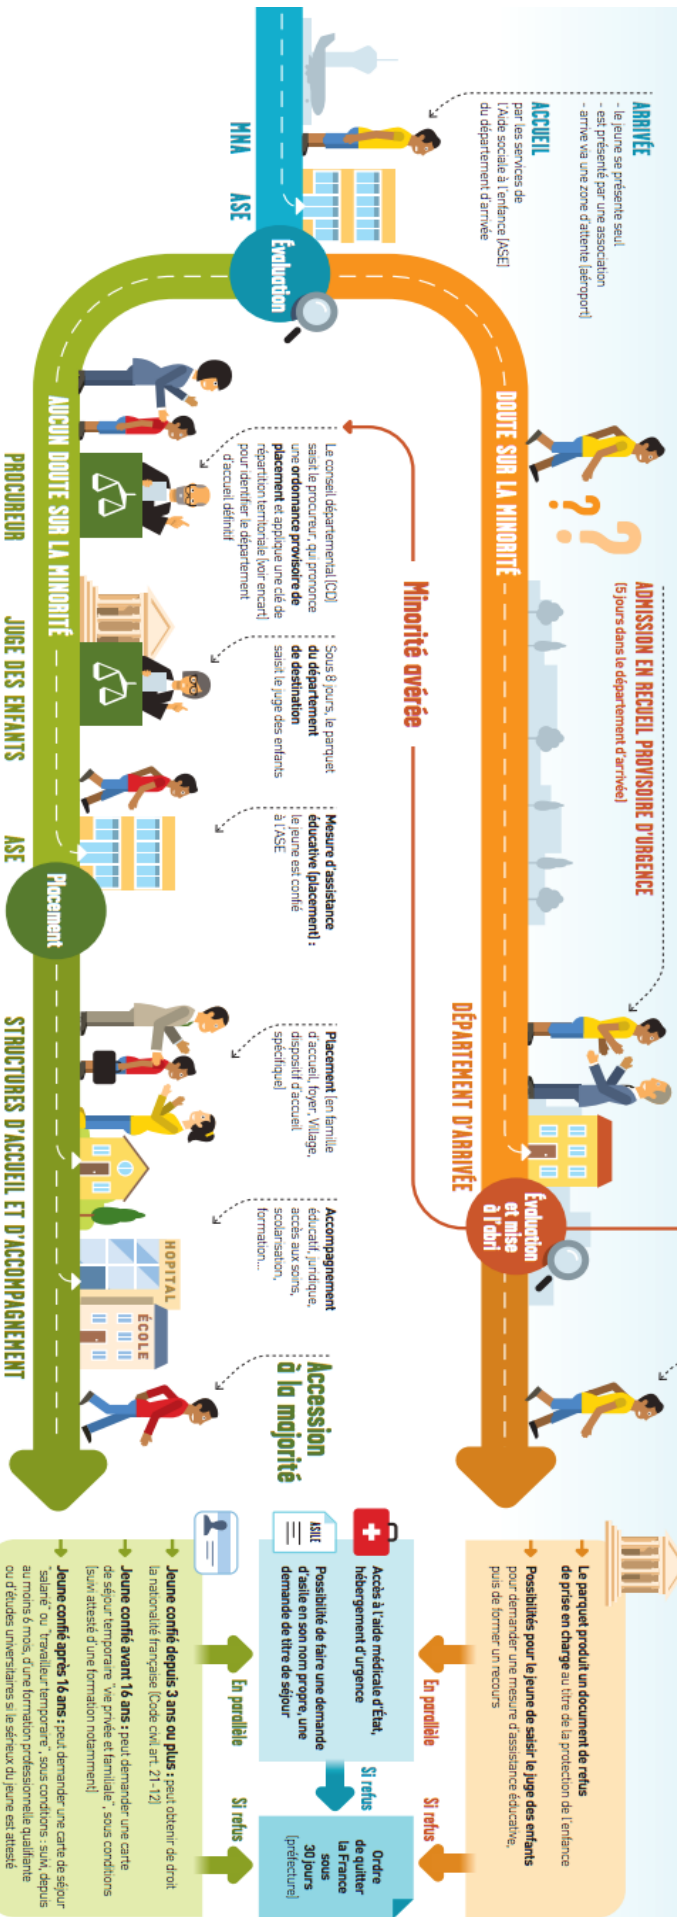 ARRIVÉE
- le jeune se présente seul
- est présenté par une association
- arrive via une zone d'attente (aéroport)
ACCUEIL
par les services de
l'Aide sociale à l'enfance (ASE)
du département d'arrivée
MNA
ASE
Évaluation
DOUTE SUR LA MINORITÉ
? ?
ADMISSION EN RECUEIL PROVISOIRE D'URGENCE
(5 jours dans le département d'arrivée)
DÉPARTEMENT D'ARRIVÉE
Évaluation
et mise
à l'abri
Minorité avérée
AUCUN DOUTE SUR LA MINORITÉ
Le conseil départemental (CD)
saisit le procureur, qui prononce
une ordonnance provisoire de
placement et applique une clé de
répartition territoriale (voir encart)
pour identifier le département
d'accueil définitif
PROCUREUR
Sous 8 jours, le parquet
du département
de destination
saisit le juge des enfants
JUGE DES ENFANTS
Mesure d'assistance
éducative (placement) :
le jeune est confié
à l'ASE
ASE
Placement
Placement (en famille
d'accueil, foyer, Village,
dispositif d'accueil
spécifique)
Accompagnement
éducatif, juridique,
accès aux soins,
scolarisation,
formation...
HOPITAL
ÉCOLE
STRUCTURES D'ACCUEIL ET D'ACCOMPAGNEMENT
Accession
à la majorité
Le parquet produit un document de refus
de prise en charge au titre de la protection de l'enfance
Possibilités pour le jeune de saisir le juge des enfants
pour demander une mesure d'assistance éducative,
puis de former un recours
En parallèle
Si refus
Accès à l'aide médicale d'État,
hébergement d'urgence
ASILE
Possibilité de faire une demande
d'asile en son nom propre, une
demande de titre de séjour
Si refus
Ordre
de quitter
la France
sous
30 jours
(préfecture)
En parallèle
Si refus
Jeune confié depuis 3 ans ou plus : peut obtenir de droit
la nationalité française (Code civil art. 21-12)
Jeune confié avant 16 ans : peut demander une carte
de séjour temporaire "vie privée et familiale", sous conditions
(suivi attesté d'une formation notamment)
Jeune confié après 16 ans : peut demander une carte de séjour
"salarié" ou "travailleur temporaire", sous conditions : suivi, depuis
au moins 6 mois, d'une formation professionnelle qualifiante
ou d'études universitaires si le sérieux du jeune est attesté